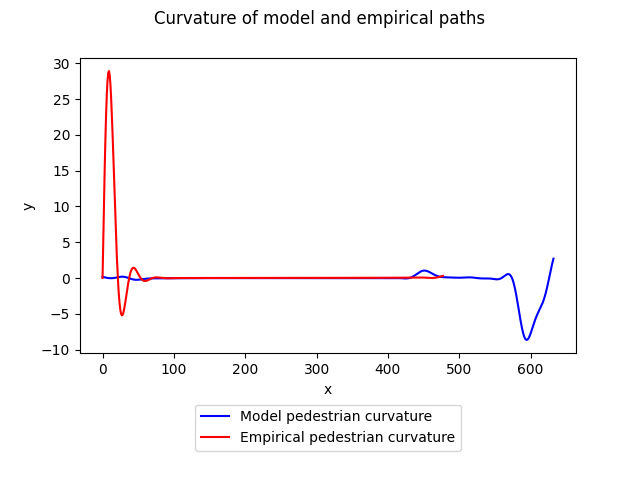 Curvature of model and empirical paths
30
25
20
15
10
5
0
−5
−10
y
0 100 200 300 400 500 600
x
Model pedestrian curvature
Empirical pedestrian curvature